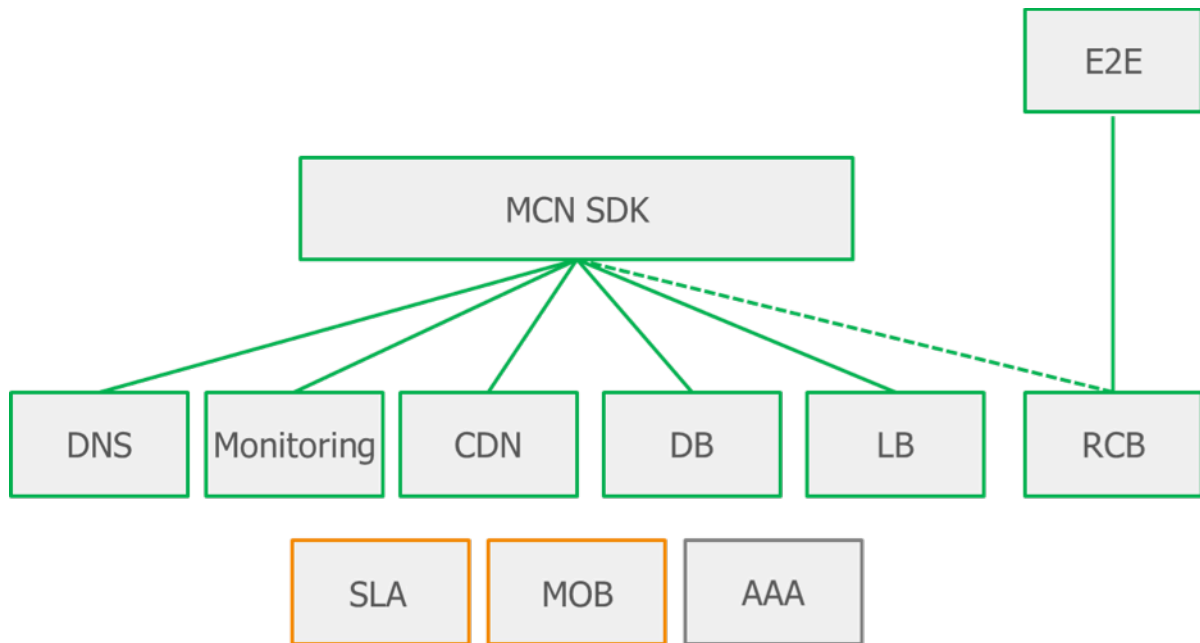 E2E
MCN SDK
DNS
Monitoring
CDN
DB
LB
RCB
SLA
MOB
AAA